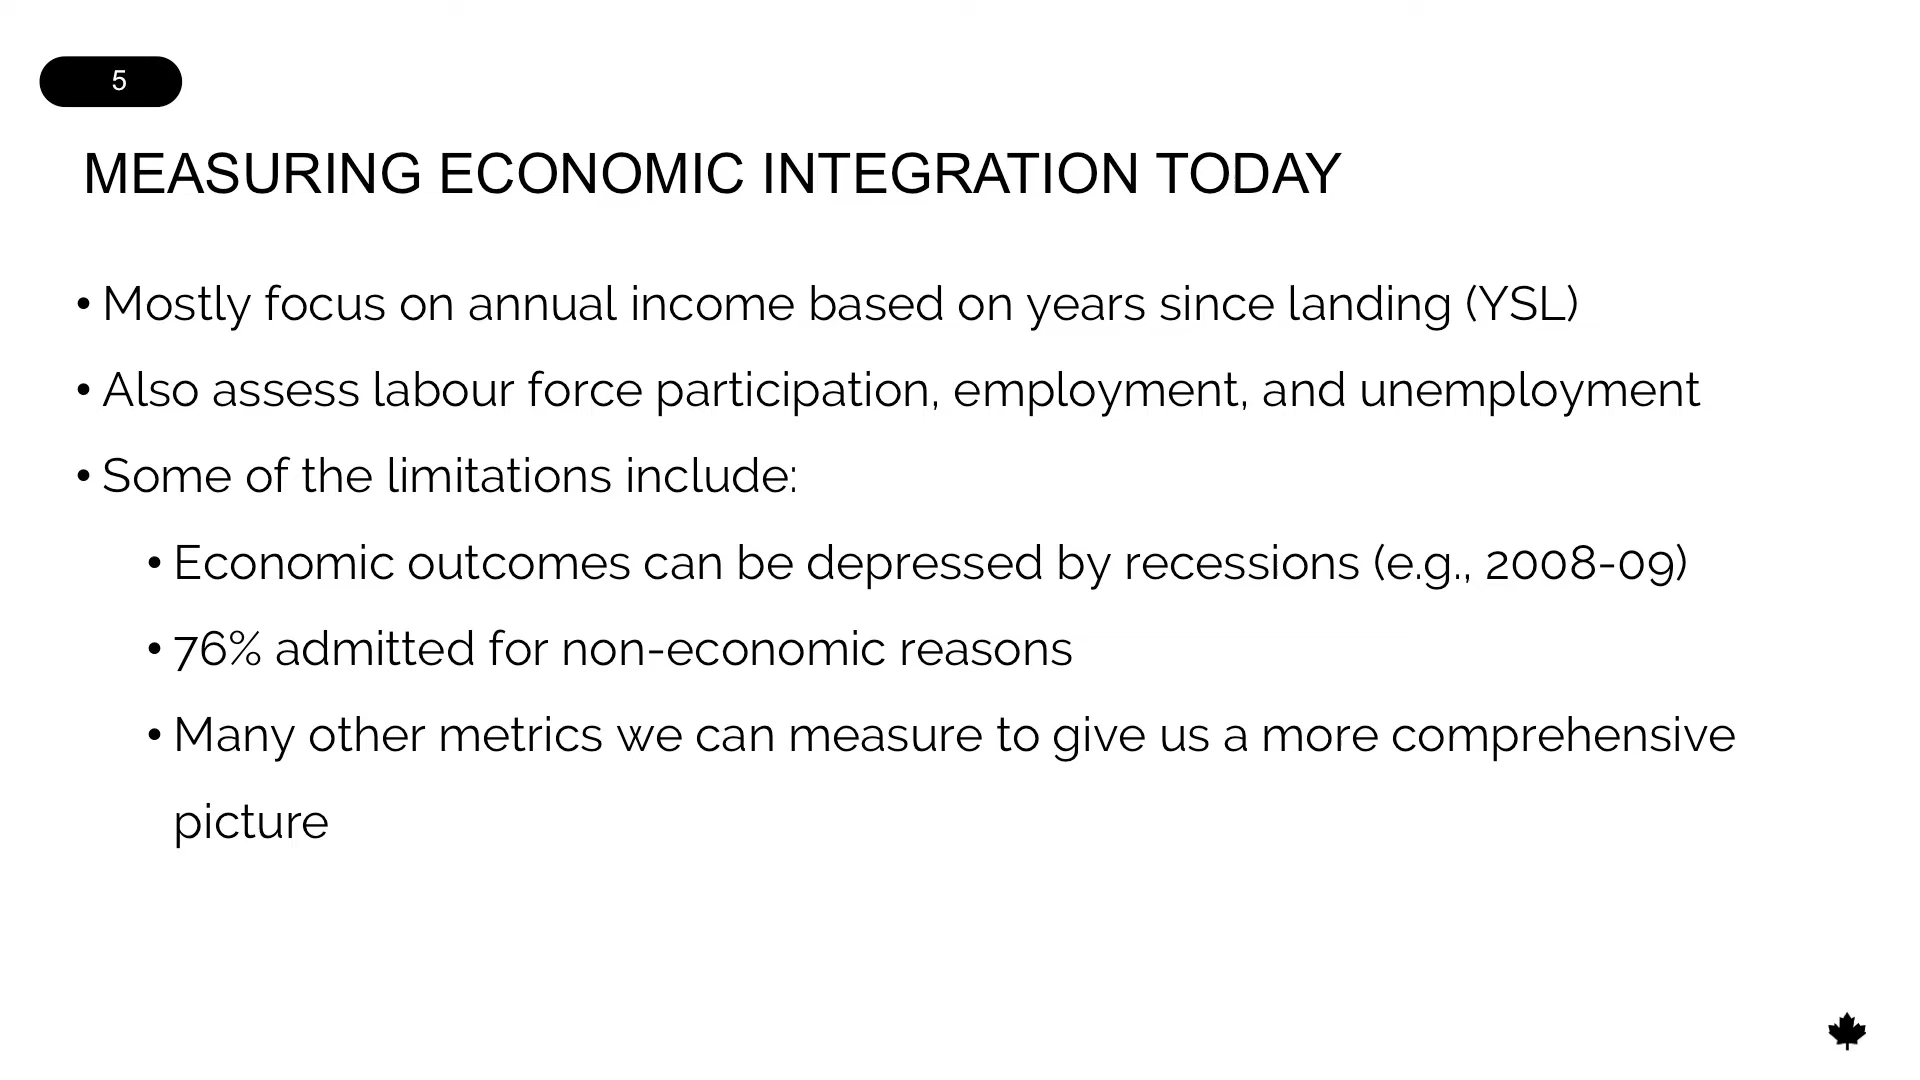 5
MEASURING ECONOMIC INTEGRATION TODAY
• Mostly focus on annual income based on years since landing (YSL)
• Also assess labour force participation, employment, and unemployment
• Some of the limitations include:
• Economic outcomes can be depressed by recessions (e.g., 2008-09)
• 76% admitted for non-economic reasons
• Many other metrics we can measure to give us a more comprehensive
picture